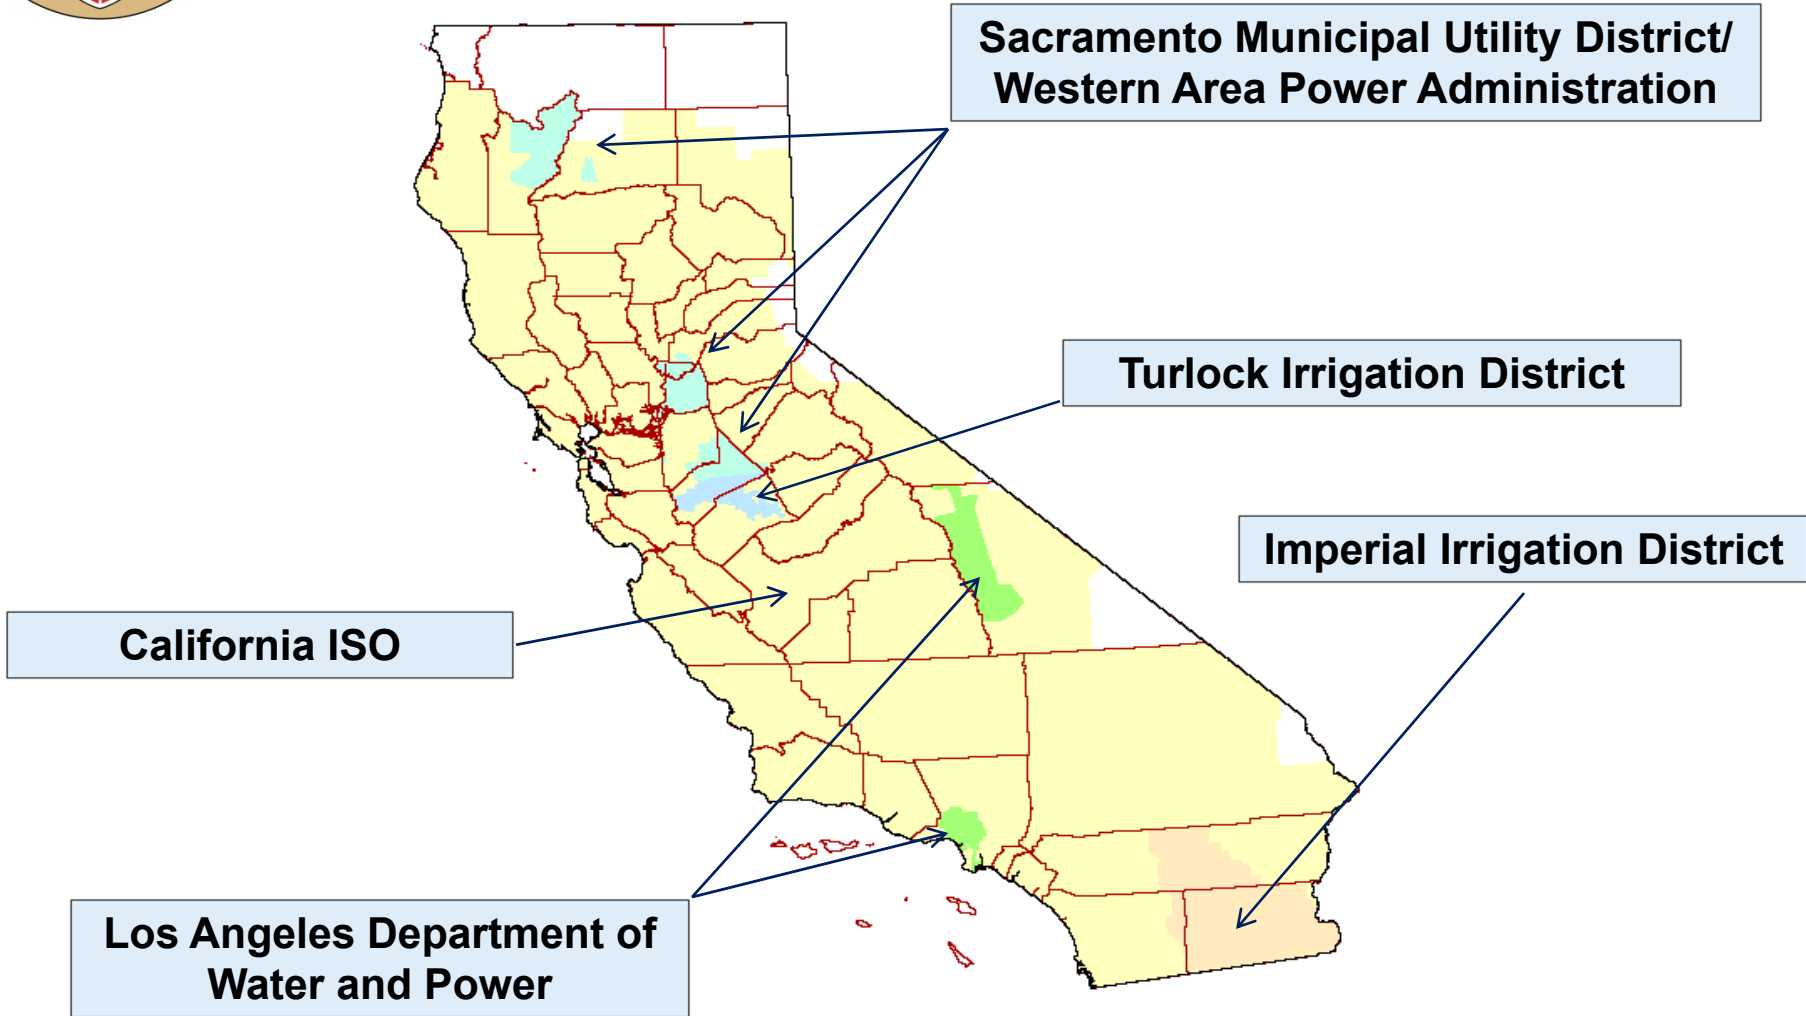 Sacramento Municipal Utility District/
Western Area Power Administration
Turlock Irrigation District
Imperial Irrigation District
California ISO
Los Angeles Department of
Water and Power